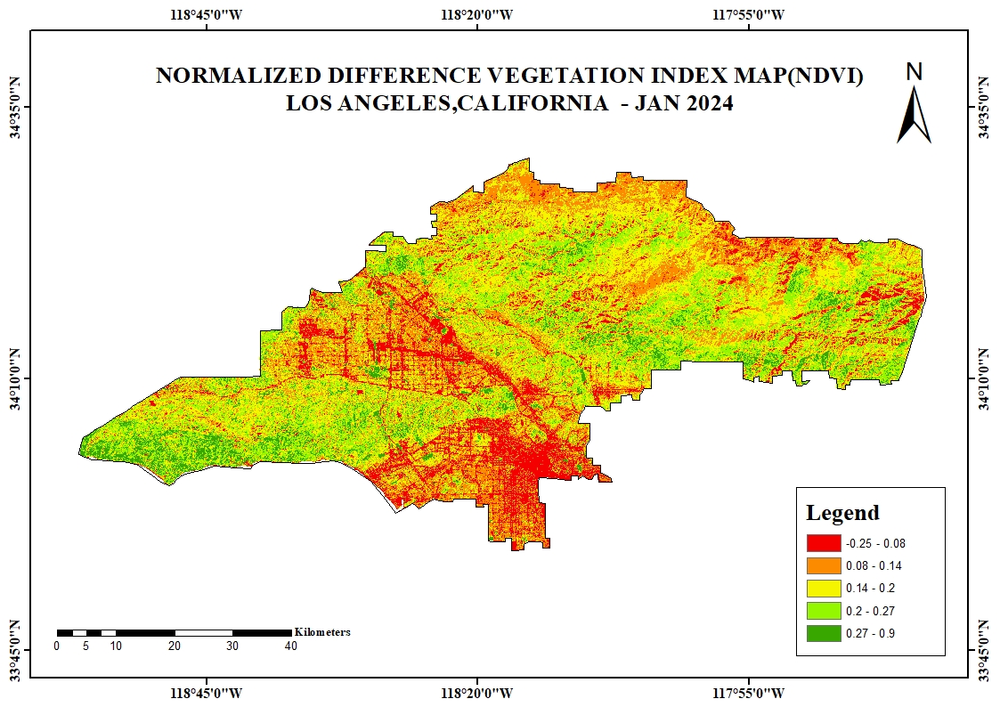 118°45'0"W 118°20'0"W 117°55'0"W
NORMALIZED DIFFERENCE VEGETATION INDEX MAP(NDVI)
LOS ANGELES,CALIFORNIA - JAN 2024
N
34°35'0"N 34°35'0"N
34°10'0"N 34°10'0"N
Legend
-0.25 - 0.08
0.08 - 0.14
0.14 - 0.2
0.2 - 0.27
0.27 - 0.9
Kilometers
0 5 10 20 30 40
33°45'0"N 33°45'0"N
118°45'0"W 118°20'0"W 117°55'0"W